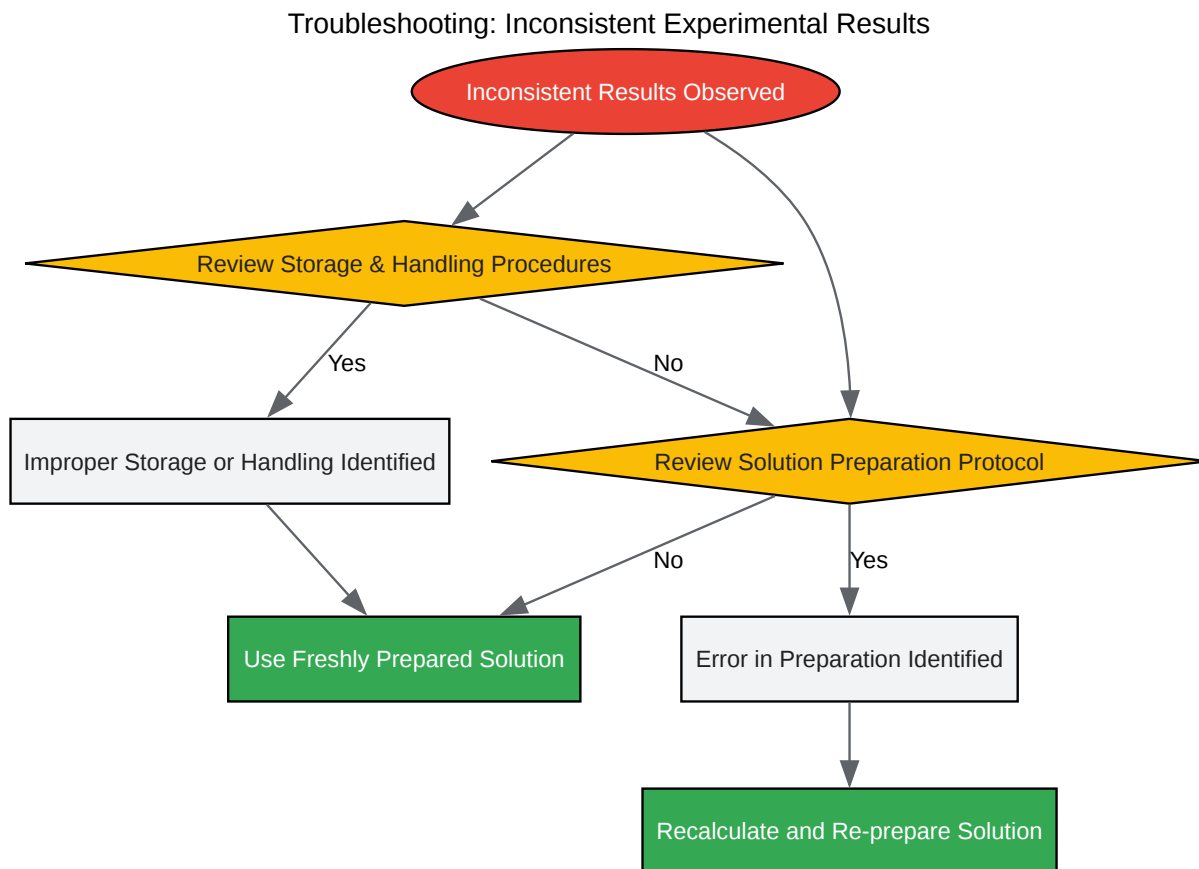 Troubleshooting: Inconsistent Experimental Results
Inconsistent Results Observed
Review Storage & Handling Procedures
Yes
No
Improper Storage or Handling Identified
Review Solution Preparation Protocol
No
Yes
Use Freshly Prepared Solution
Error in Preparation Identified
Recalculate and Re-prepare Solution